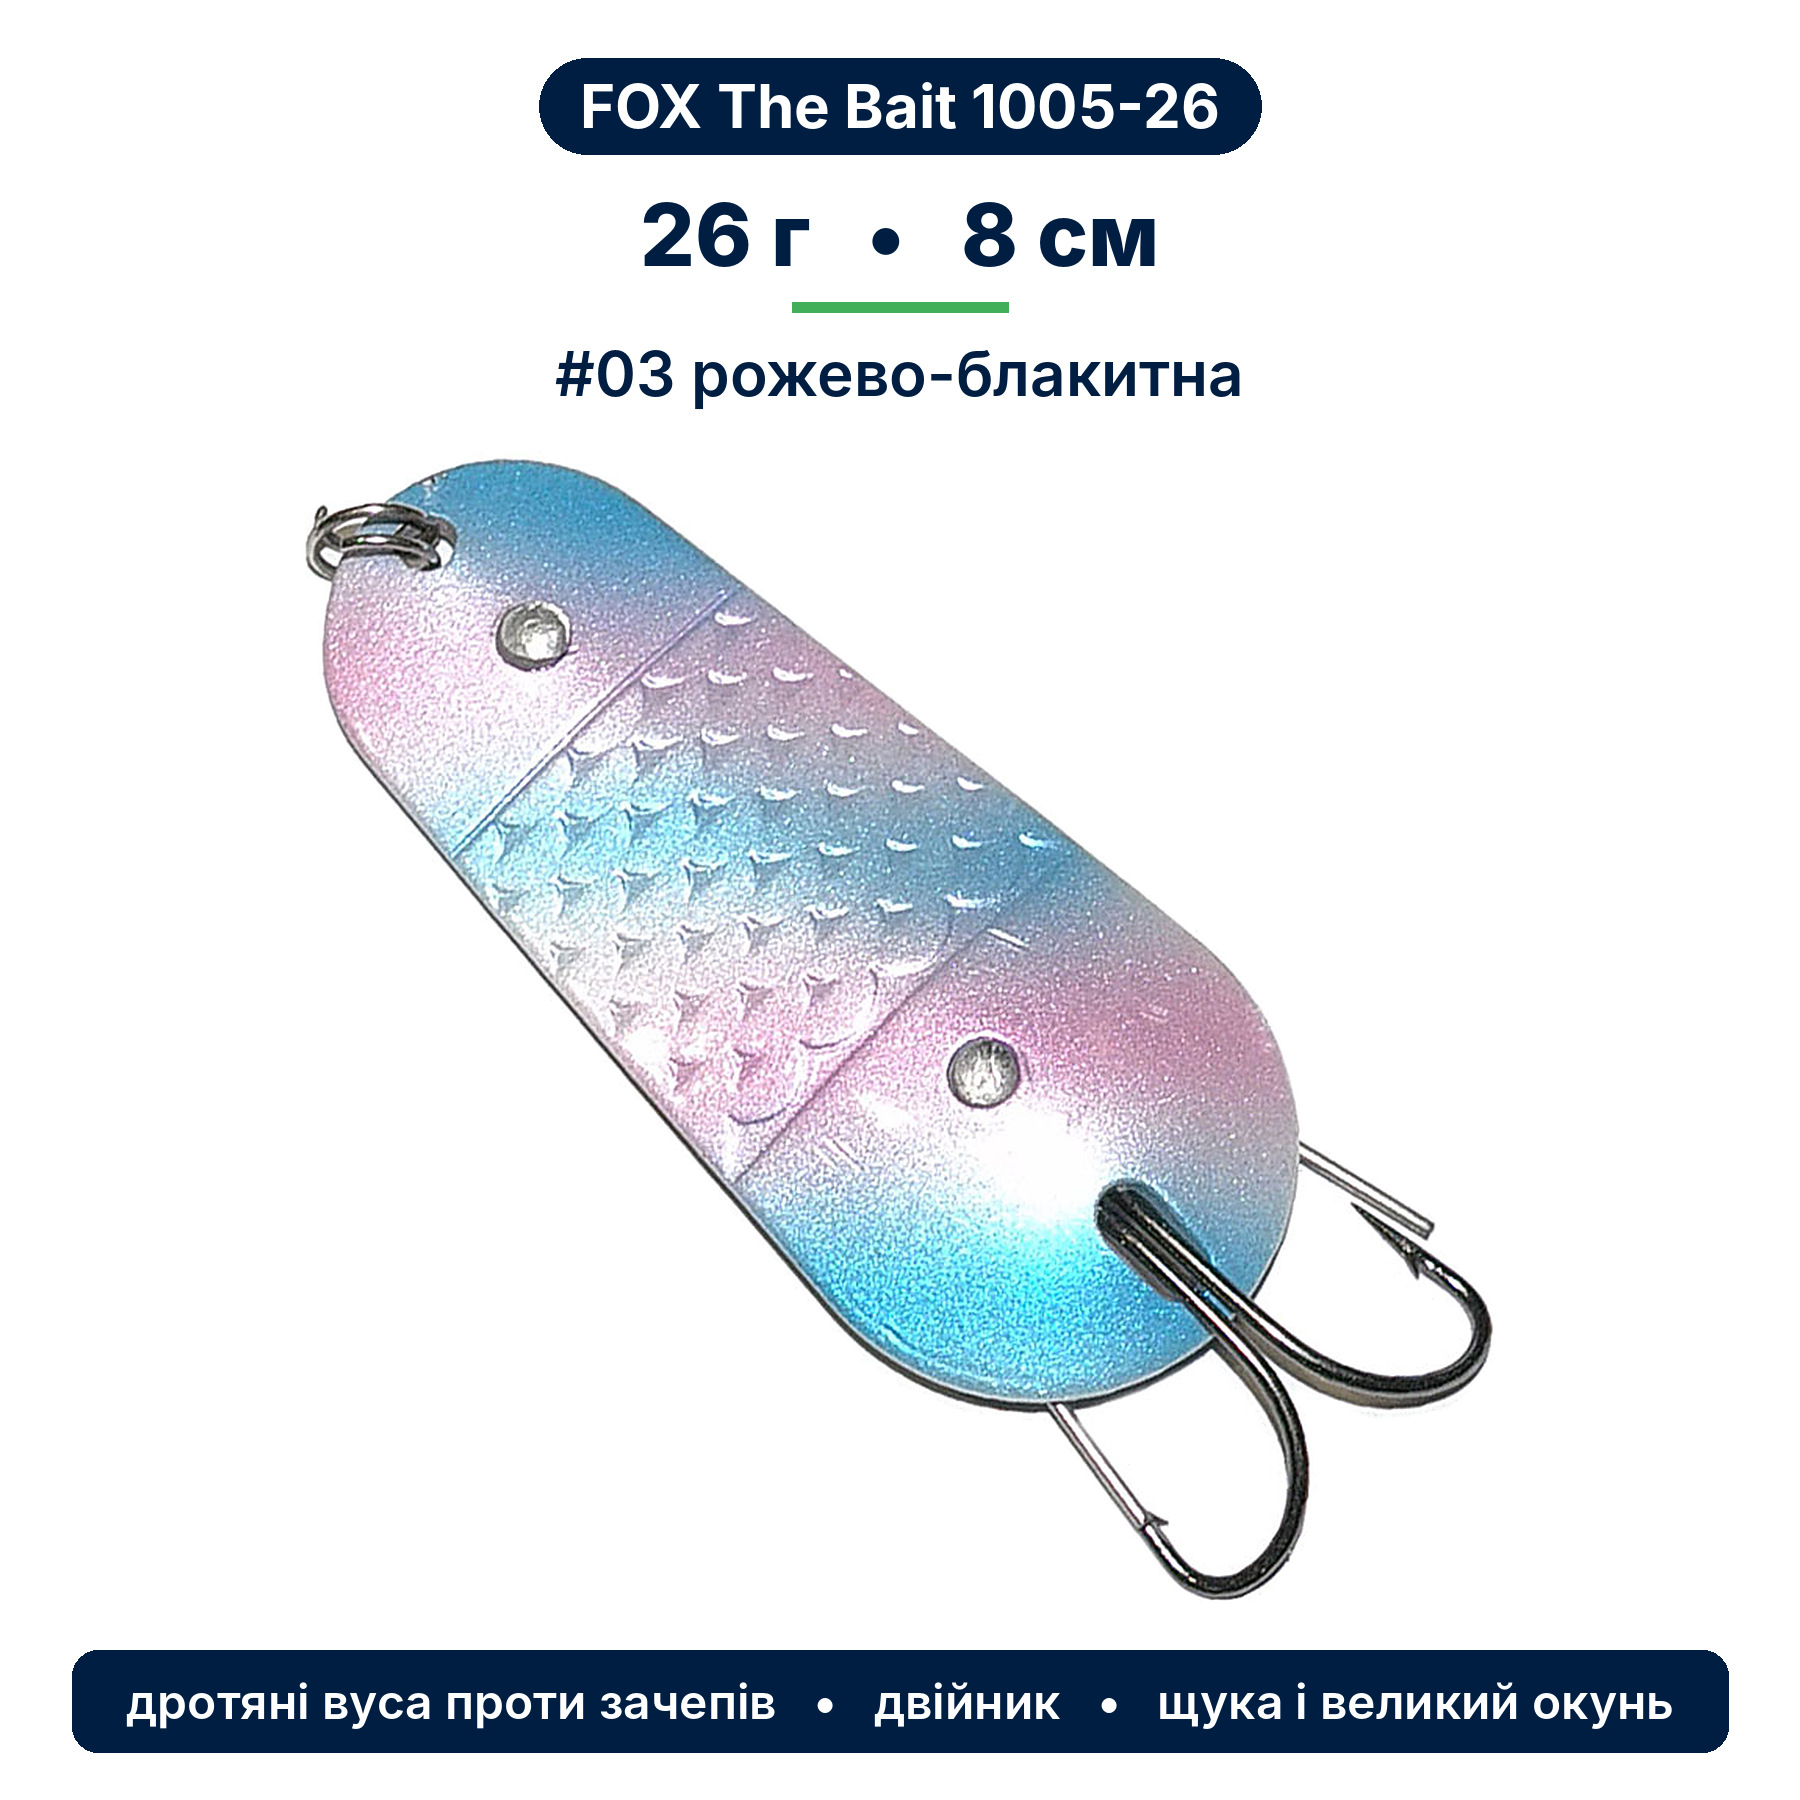 FOX The Bait 1005-26
26 г • 8 см
#03 рожево-блакитна
дротяні вуса проти зачепів • двійник • щука і великий окунь